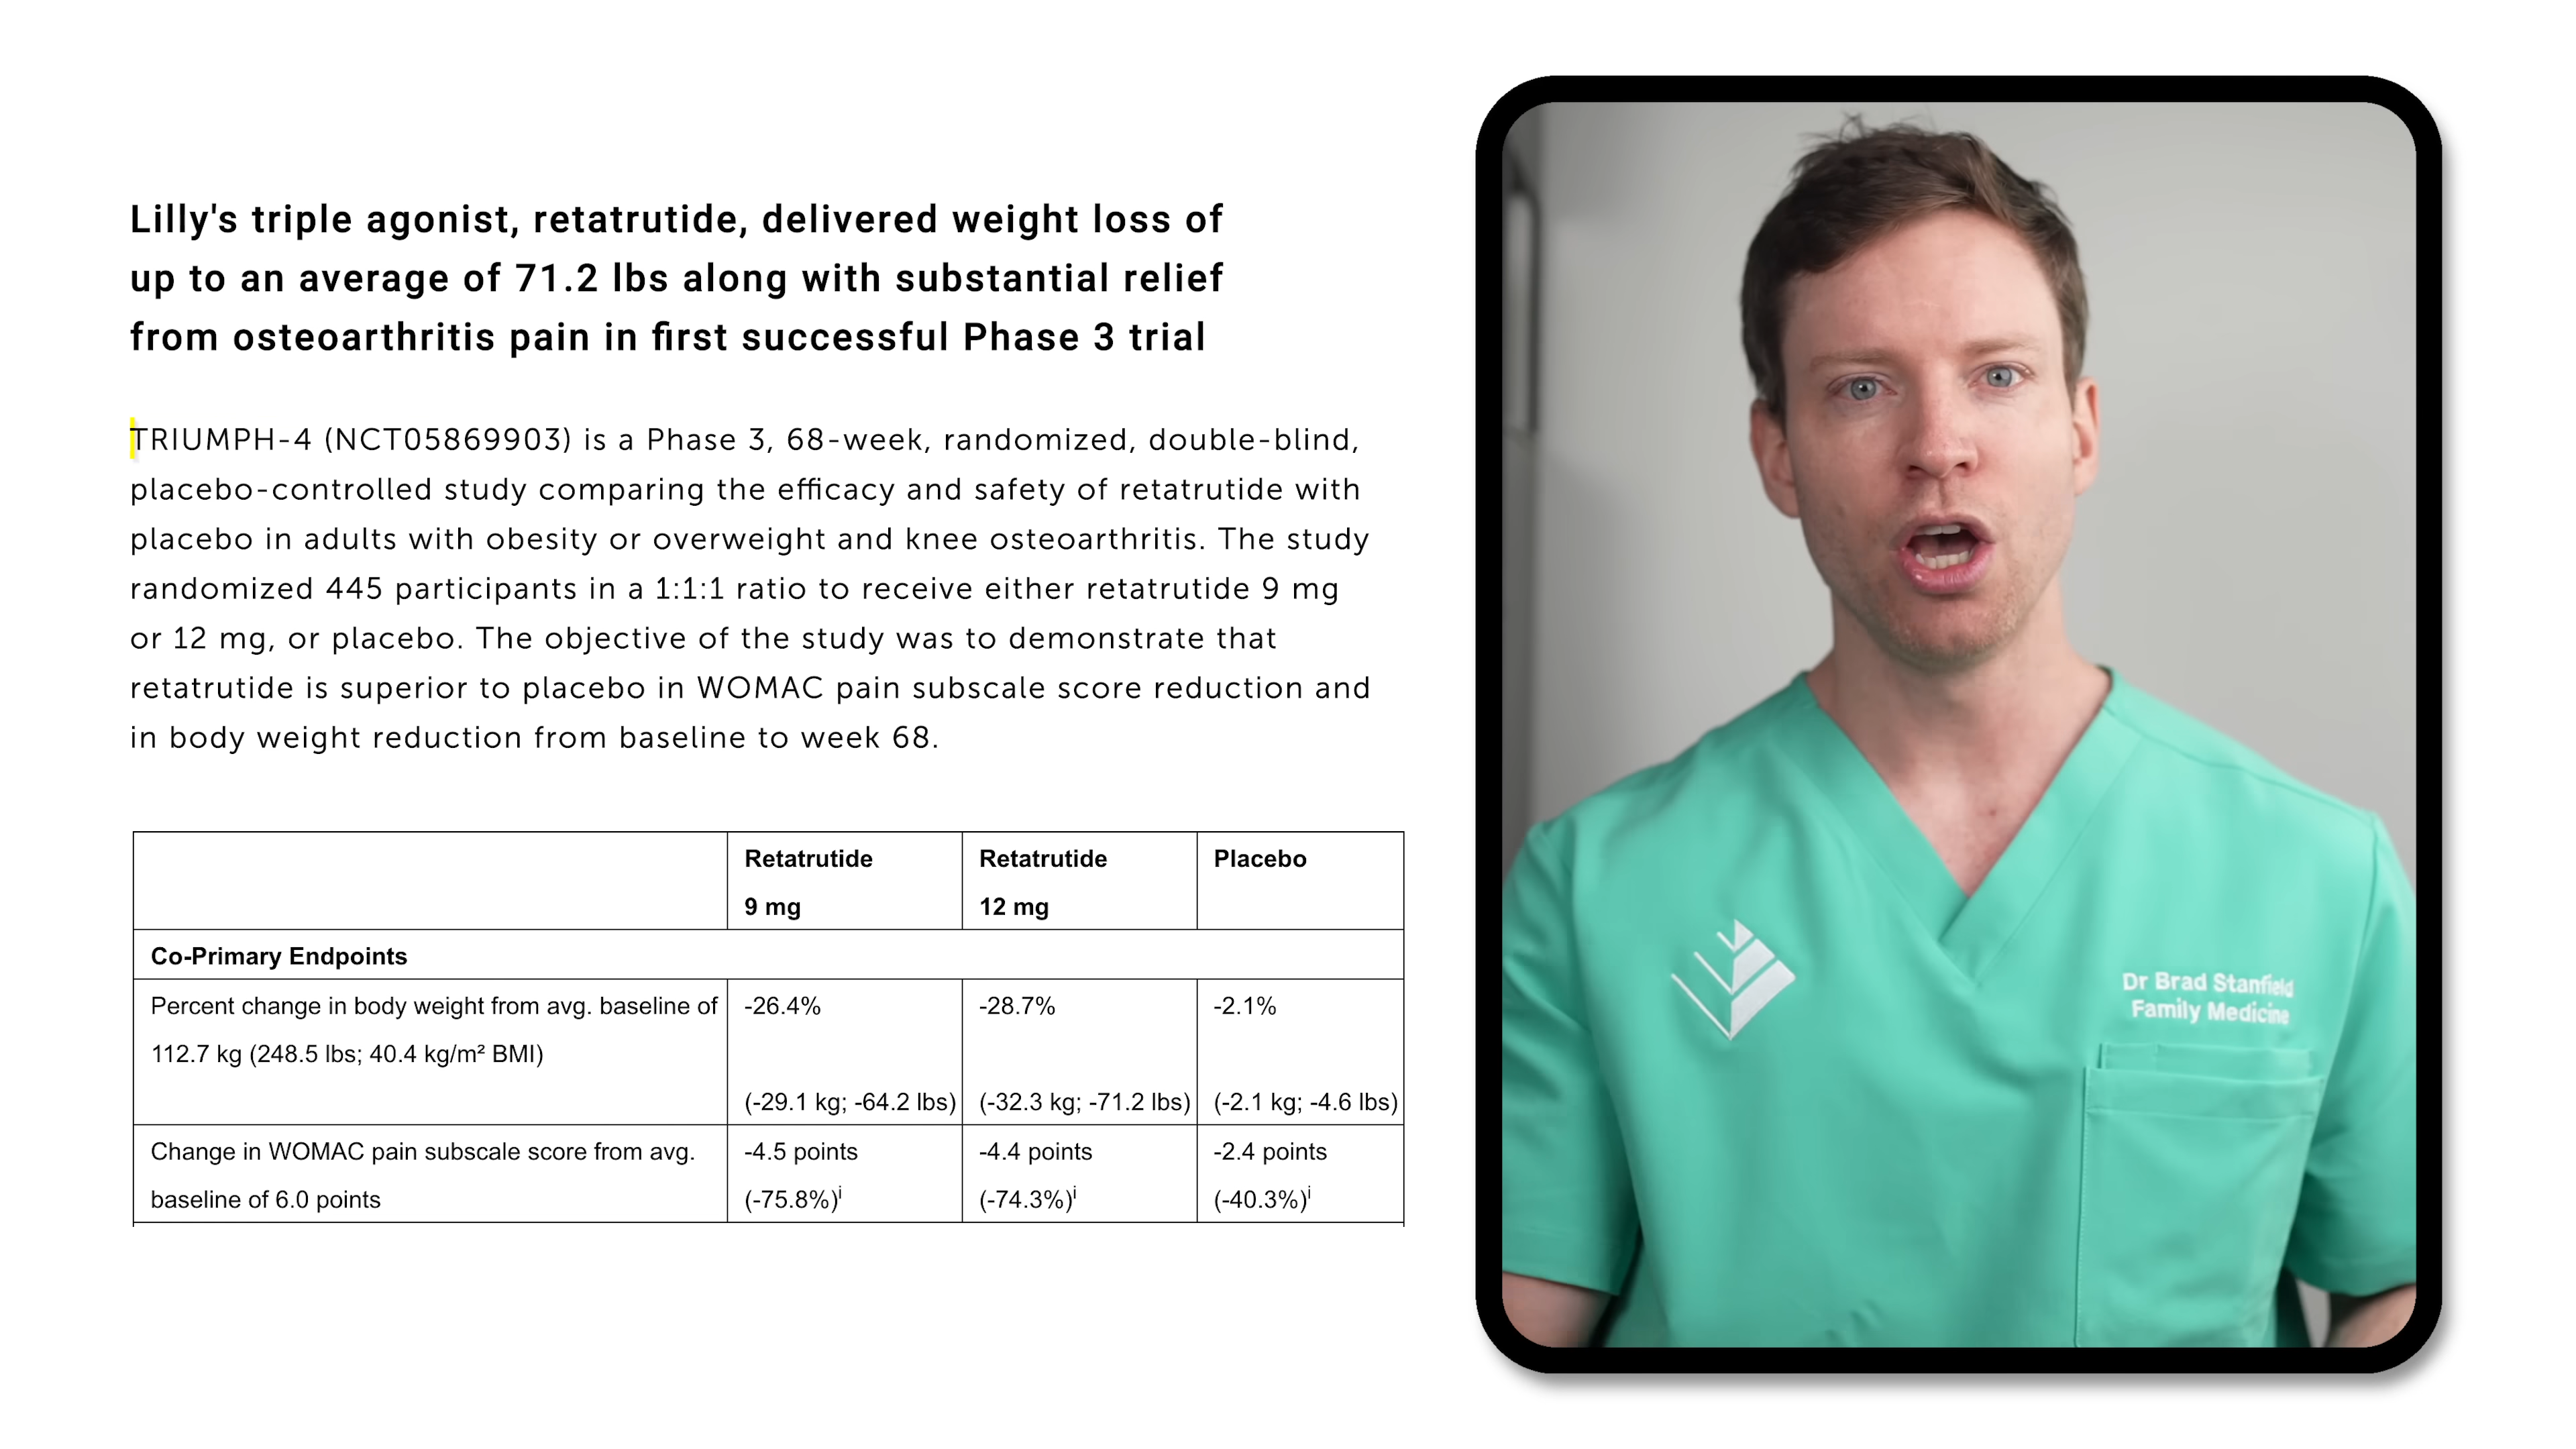 Lilly's triple agonist, retatrutide, delivered weight loss of
up to an average of 71.2 lbs along with substantial relief
from osteoarthritis pain in first successful Phase 3 trial
TRIUMPH-4 (NCT05869903) is a Phase 3, 68-week, randomized, double-blind,
placebo-controlled study comparing the efficacy and safety of retatrutide with
placebo in adults with obesity or overweight and knee osteoarthritis. The study
randomized 445 participants in a 1:1:1 ratio to receive either retatrutide 9 mg
or 12 mg, or placebo. The objective of the study was to demonstrate that
retatrutide is superior to placebo in WOMAC pain subscale score reduction and
in body weight reduction from baseline to week 68.
Retatrutide Retatrutide Placebo
9 mg 12 mg
Co-Primary Endpoints
Percent change in body weight from avg. baseline of -26.4% -28.7% -2.1%
112.7 kg (248.5 lbs; 40.4 kg/m² BMI)
(-29.1 kg; -64.2 lbs) (-32.3 kg; -71.2 lbs) (-2.1 kg; -4.6 lbs)
Change in WOMAC pain subscale score from avg. -4.5 points -4.4 points -2.4 points
baseline of 6.0 points (-75.8%)ⁱ (-74.3%)ⁱ (-40.3%)ⁱ
Dr Brad Stanfield
Family Medicine